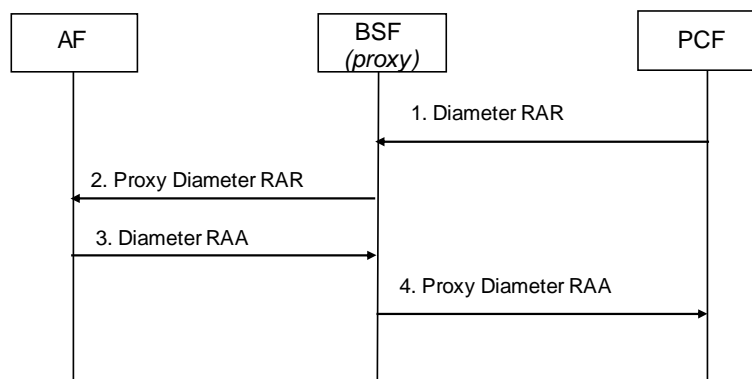 AF
BSF
(proxy)
PCF
1. Diameter RAR
2. Proxy Diameter RAR
3. Diameter RAA
4. Proxy Diameter RAA